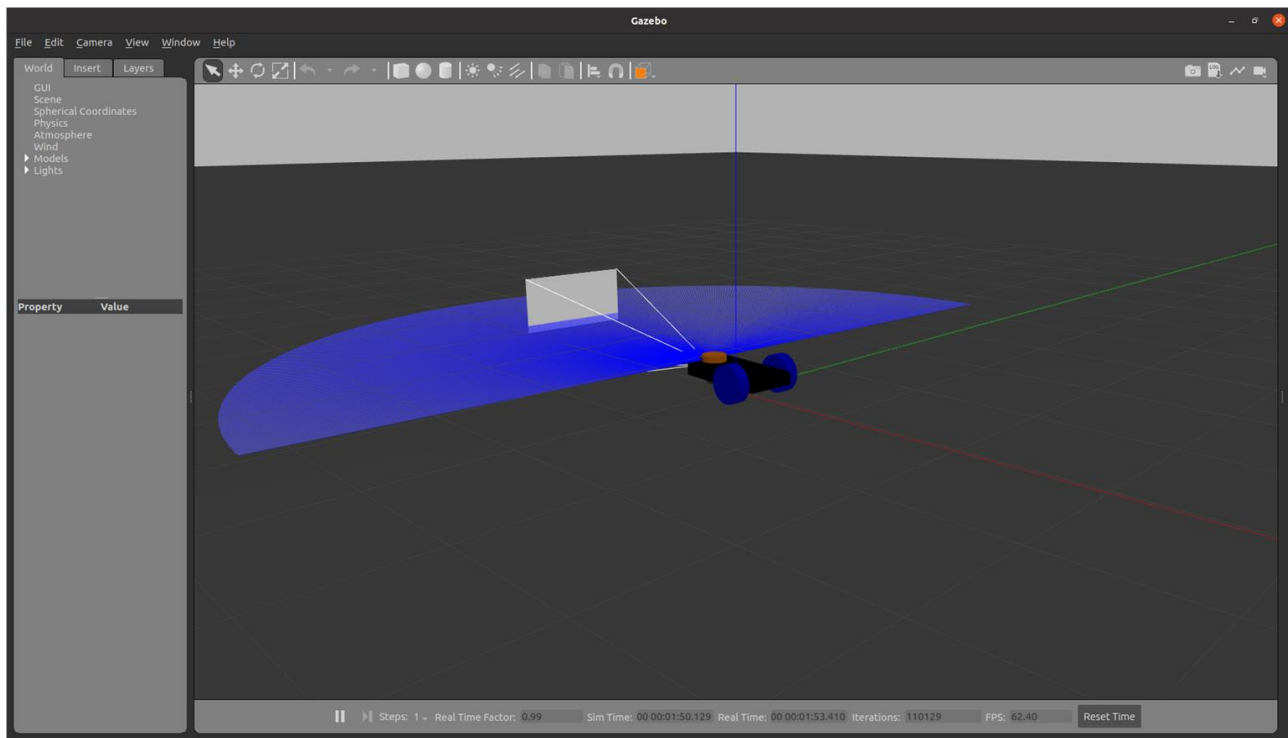 Gazebo
File Edit Camera View Window Help
World Insert Layers
GUI
Scene
Spherical Coordinates
Physics
Atmosphere
Wind
Models
Lights
Property Value
Steps: 1 Real Time Factor: 0.99 Sim Time: 00 00:01:50.129 Real Time: 00 00:01:53.410 Iterations: 110129 FPS: 62.40 Reset Time